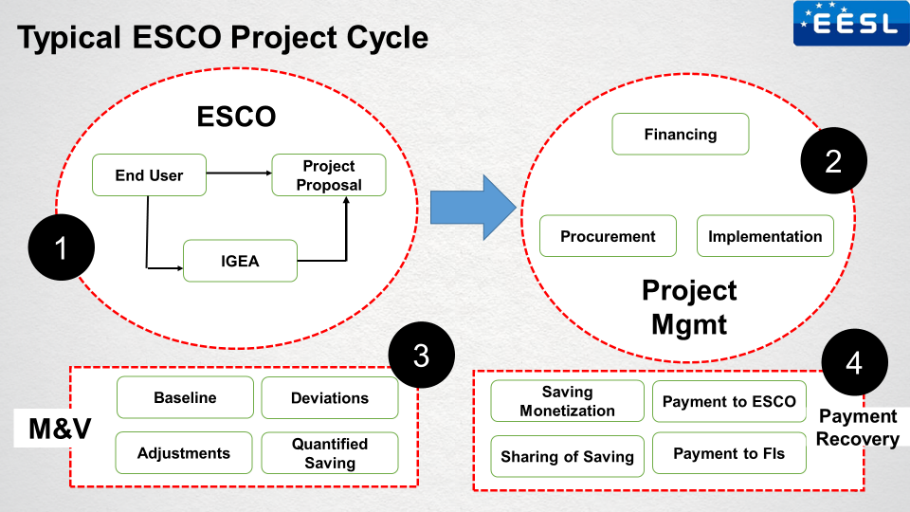 Typical ESCO Project Cycle
EESL
ESCO
End User
Project
Proposal
IGEA
1
Financing
2
Procurement
Implementation
Project
Mgmt
3
Baseline
Deviations
M&V
Adjustments
Quantified
Saving
4
Saving
Monetization
Payment to ESCO
Payment
Recovery
Sharing of Saving
Payment to FIs